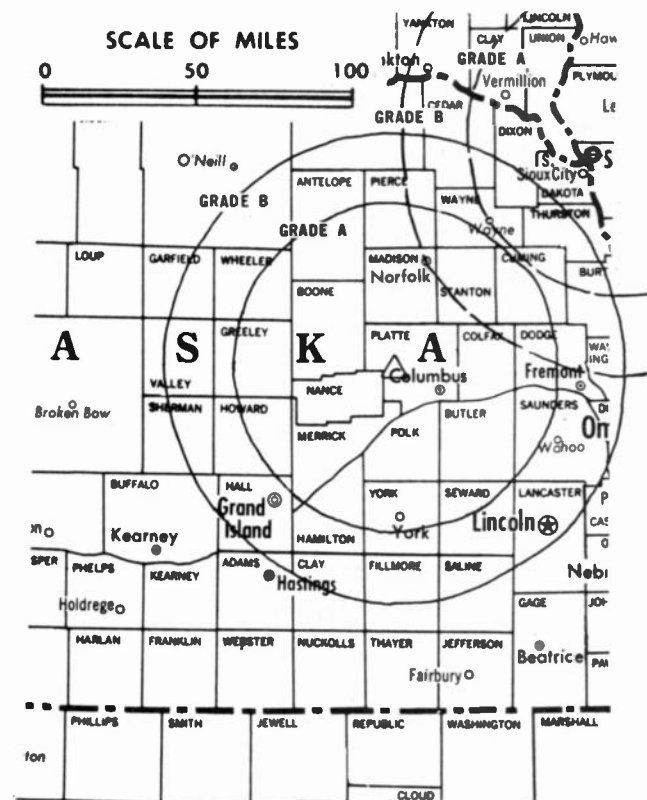 SCALE OF MILES
0 50 100
YANKTON
LINCOLN
CLAY
UNION
GRADE A
Vermillion
PLYMOU
CEDAR
GRADE B
DIXON
O'Neill
Sioux City
ANTELOPE
PIERCE
DAKOTA
GRADE B
WAYNE
THURSTON
GRADE A
Wayne
LOUP
GARFIELD
WHEELER
MADISON
CUMING
BURT
Norfolk
BOONE
STANTON
GREELEY
PLATTE
COLFAX
DODGE
A S K A
Columbus
Fremont
VALLEY
NANCE
Broken Bow
SHERMAN
HOWARD
BUTLER
SAUNDERS
MERRICK
POLK
Wahoo
BUFFALO
HALL
YORK
SEWARD
LANCASTER
Grand
Island
York
Lincoln
Kearney
HAMILTON
SPER
PHELPS
KEARNEY
ADAMS
CLAY
FILLMORE
SALINE
Hastings
Holdrege
GAGE
HARLAN
FRANKLIN
WEBSTER
NUCKOLLS
THAYER
JEFFERSON
Beatrice
Fairbury
PHILLIPS
SMITH
JEWELL
REPUBLIC
WASHINGTON
MARSHALL
ton
CLOUD